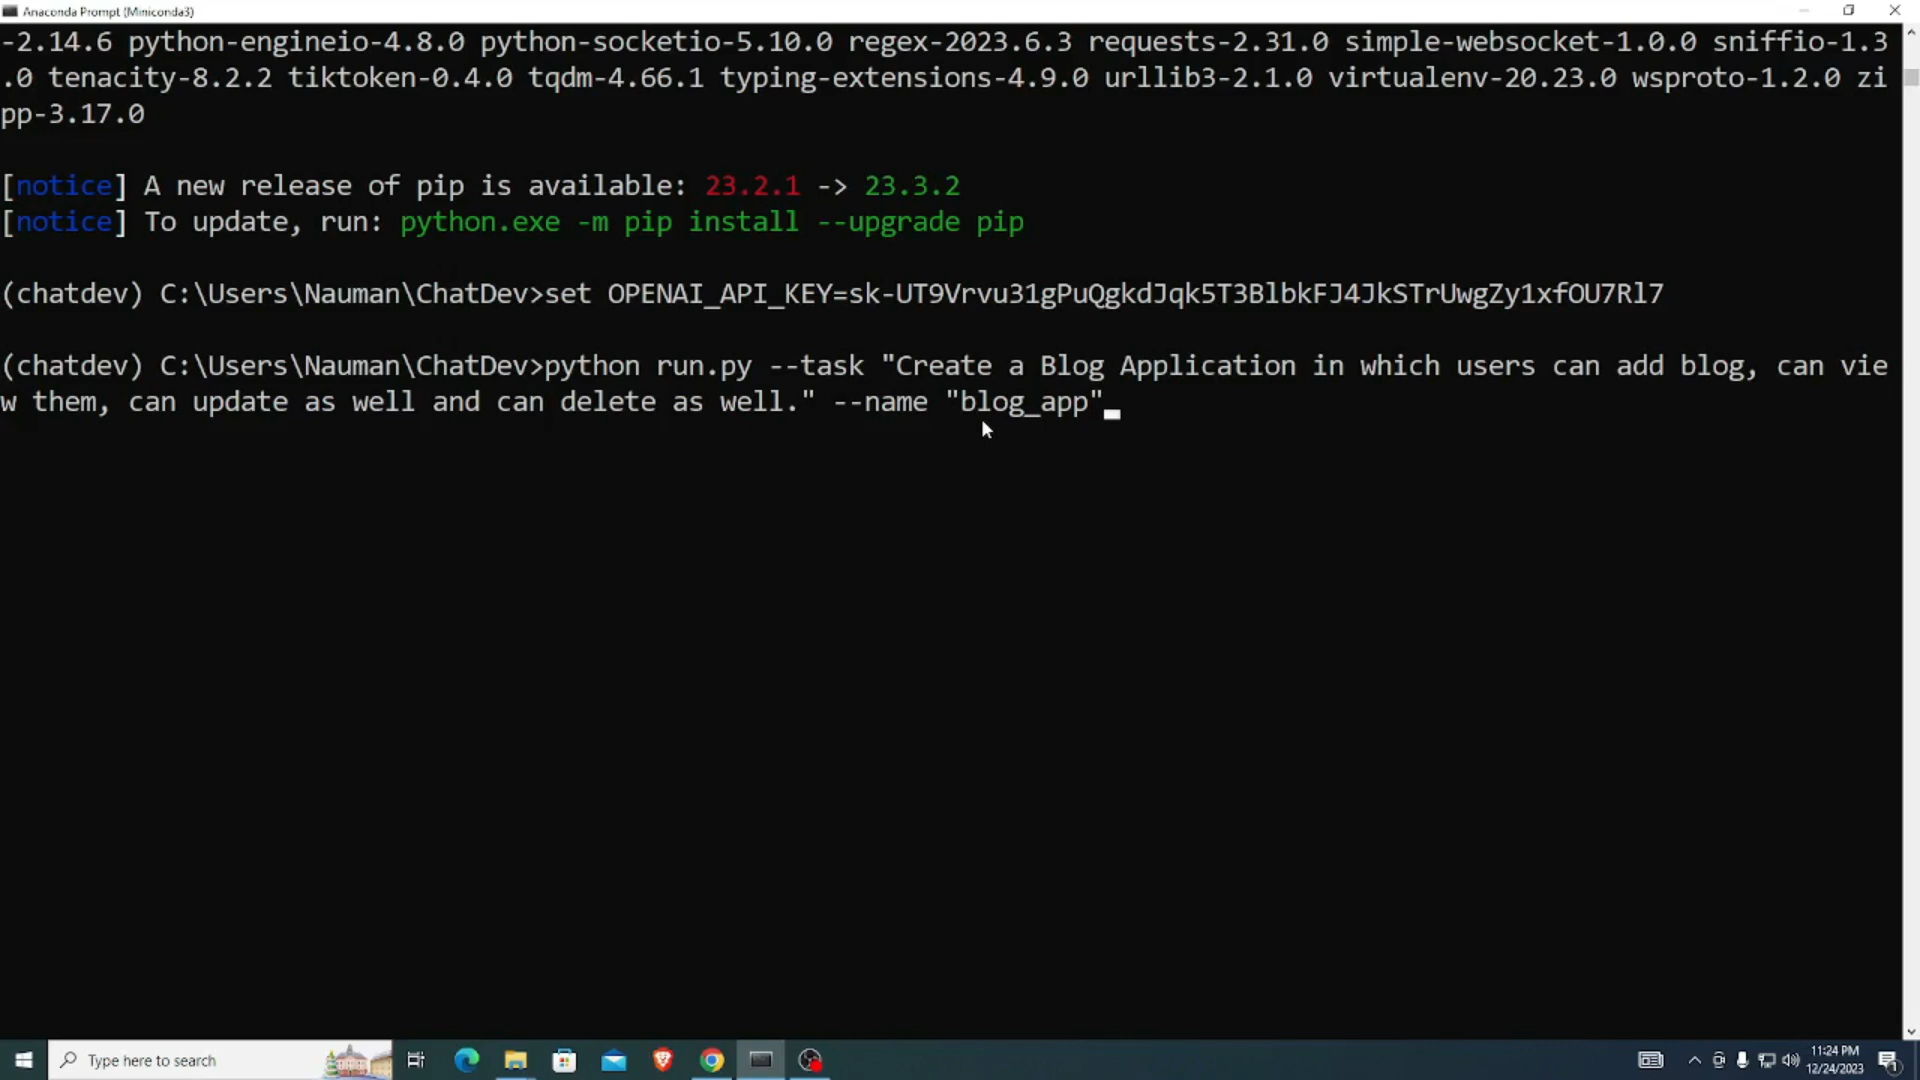 Anaconda Prompt (Miniconda3)
-2.14.6 python-engineio-4.8.0 python-socketio-5.10.0 regex-2023.6.3 requests-2.31.0 simple-websocket-1.0.0 sniffio-1.3
.0 tenacity-8.2.2 tiktoken-0.4.0 tqdm-4.66.1 typing-extensions-4.9.0 urllib3-2.1.0 virtualenv-20.23.0 wsproto-1.2.0 zi
pp-3.17.0
[notice] A new release of pip is available: 23.2.1 -> 23.3.2
[notice] To update, run: python.exe -m pip install --upgrade pip
(chatdev) C:\Users\Nauman\ChatDev>set OPENAI_API_KEY=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
(chatdev) C:\Users\Nauman\ChatDev>python run.py --task "Create a Blog Application in which users can add blog, can vie
w them, can update as well and can delete as well." --name "blog_app"
Type here to search
11:24 PM
12/24/2023
1